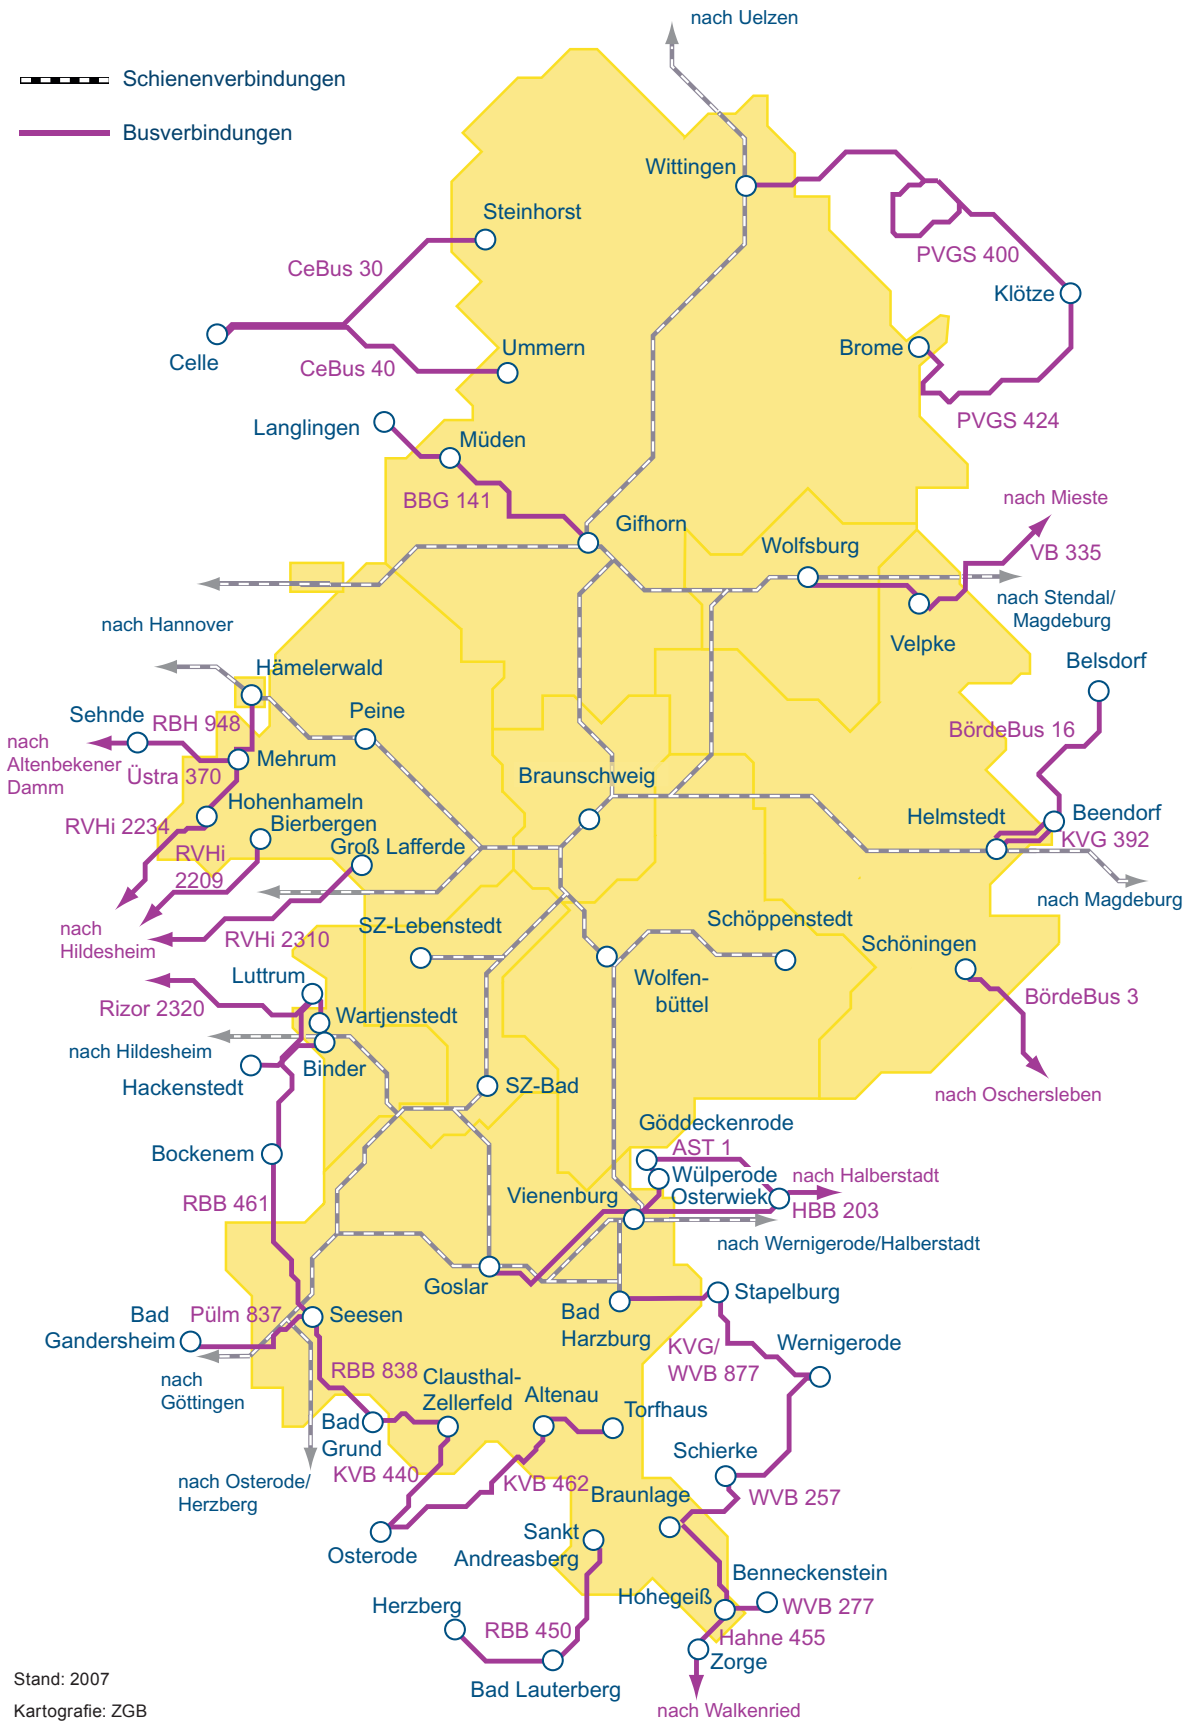 nach Uelzen
Schienenverbindungen
Busverbindungen
Wittingen
Steinhorst
CeBus 30
PVGS 400
Klötze
Celle
Ummern
CeBus 40
Brome
PVGS 424
Langlingen
Müden
BBG 141
nach Mieste
Gifhorn
Wolfsburg
VB 335
nach Stendal/
Magdeburg
nach Hannover
Velpke
Hämelerwald
Belsdorf
Sehnde
RBH 948
Peine
BördeBus 16
nach
Altenbekener
Damm
Üstra 370
Mehrum
Braunschweig
Hohenhameln
Helmstedt
Beendorf
RVHi 2234
Bierbergen
KVG 392
RVHi
2209
Groß Lafferde
nach Magdeburg
nach
Hildesheim
RVHi 2310
SZ-Lebenstedt
Schöppenstedt
Schöningen
Luttrum
Wolfen-
büttel
BördeBus 3
Rizor 2320
Wartjenstedt
nach Hildesheim
Binder
Hackenstedt
SZ-Bad
nach Oschersleben
Göddeckenrode
AST 1
Bockenem
Wülperode
nach Halberstadt
RBB 461
Vienenburg
Osterwiek
HBB 203
nach Wernigerode/Halberstadt
Goslar
Stapelburg
Bad
Harzburg
Bad
Gandersheim
Pülm 837
Seesen
KVG/
WVB 877
Wernigerode
nach
Göttingen
RBB 838
Clausthal-
Zellerfeld
Altenau
Torfhaus
Bad
Grund
Schierke
KVB 440
nach Osterode/
Herzberg
KVB 462
Braunlage
WVB 257
Osterode
Sankt
Andreasberg
Benneckenstein
Hohegeiß
WVB 277
Herzberg
RBB 450
Hahne 455
Zorge
Bad Lauterberg
nach Walkenried
Stand: 2007
Kartografie: ZGB